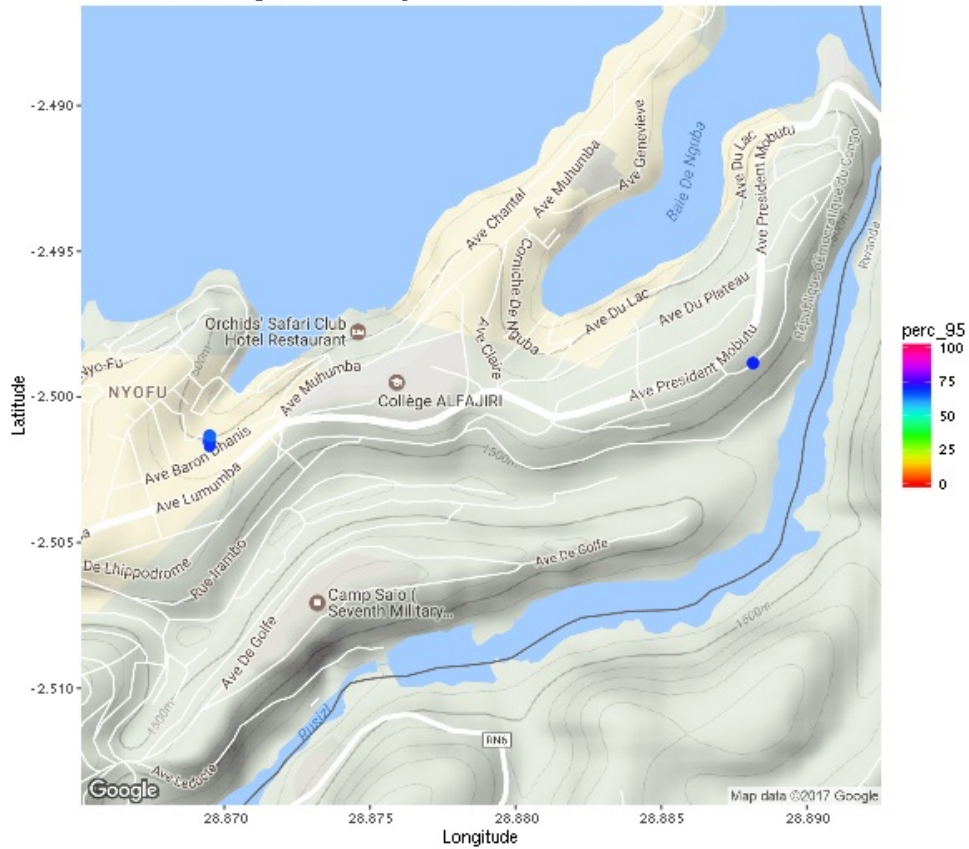 -2.490
-2.495
-2.500
-2.505
-2.510
Latitude
28.870
28.875
28.880
28.885
28.890
Longitude
perc_95
100
75
50
25
0
Ave Genevieve
Ave Muhumba
Ave Chantal
Baie De Nguba
Ave Du Lac
Ave President Mobutu
République démocratique du Congo
Rwanda
Corniche De Nguba
Ave Du Lac
Ave Du Plateau
Ave Claire
Orchids' Safari Club
Hotel Restaurant
NYOFU
Ave Muhumba
Collège ALFAJIRI
Ave President Mobutu
Ave Baron Dhanis
Ave Lumumba
1500m
De Lhippodrome
Rue Irambo
Ave De Golfe
Camp Saio (
Seventh Military...
Ave De Golfe
1500m
1500m
Rusizi
RN6
Ave Leducte
Google
Map data ©2017 Google